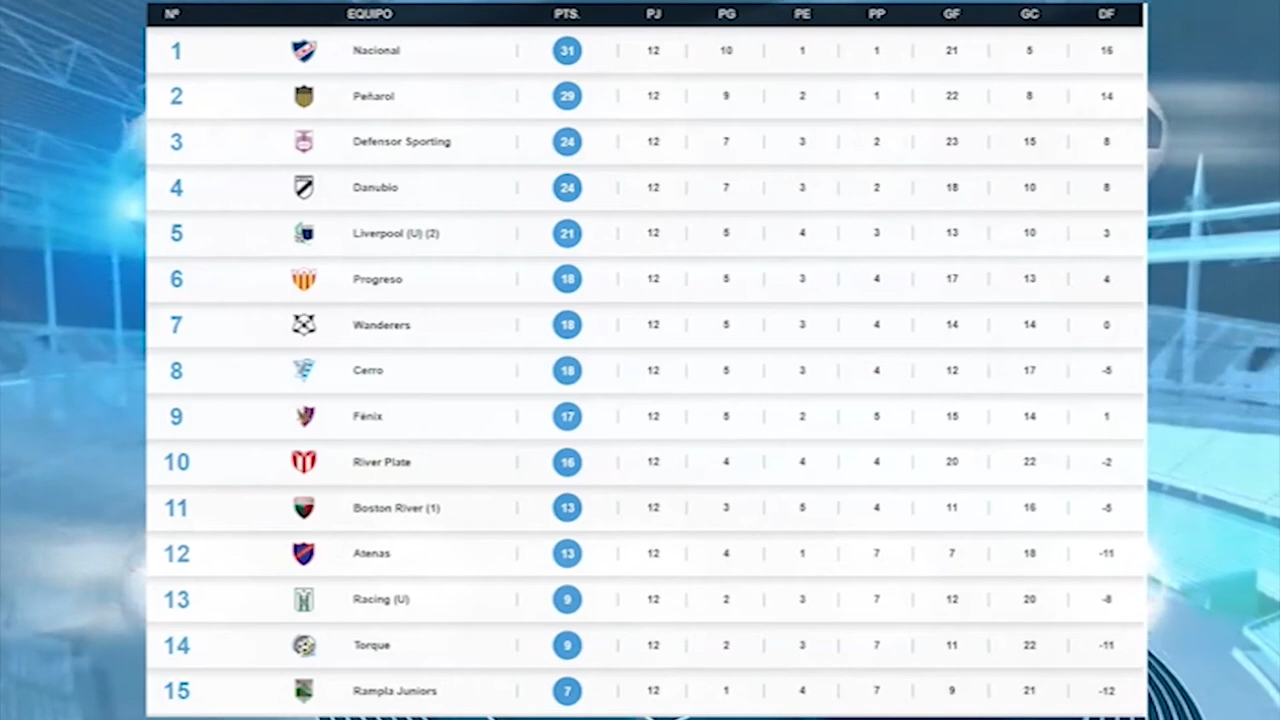 Nº EQUIPO PTS. PJ PG PE PP GF GC DF
1 Nacional 31 12 10 1 1 21 5 16
2 Peñarol 29 12 9 2 1 22 8 14
3 Defensor Sporting 24 12 7 3 2 23 15 8
4 Danubio 24 12 7 3 2 18 10 8
5 Liverpool (U) (2) 21 12 5 4 3 13 10 3
6 Progreso 18 12 5 3 4 17 13 4
7 Wanderers 18 12 5 3 4 14 14 0
8 Cerro 18 12 5 3 4 12 17 -5
9 Fénix 17 12 5 2 5 15 14 1
10 River Plate 16 12 4 4 4 20 22 -2
11 Boston River (1) 13 12 3 5 4 11 16 -5
12 Atenas 13 12 4 1 7 7 18 -11
13 Racing (U) 9 12 2 3 7 12 20 -8
14 Torque 9 12 2 3 7 11 22 -11
15 Rampla Juniors 7 12 1 4 7 9 21 -12